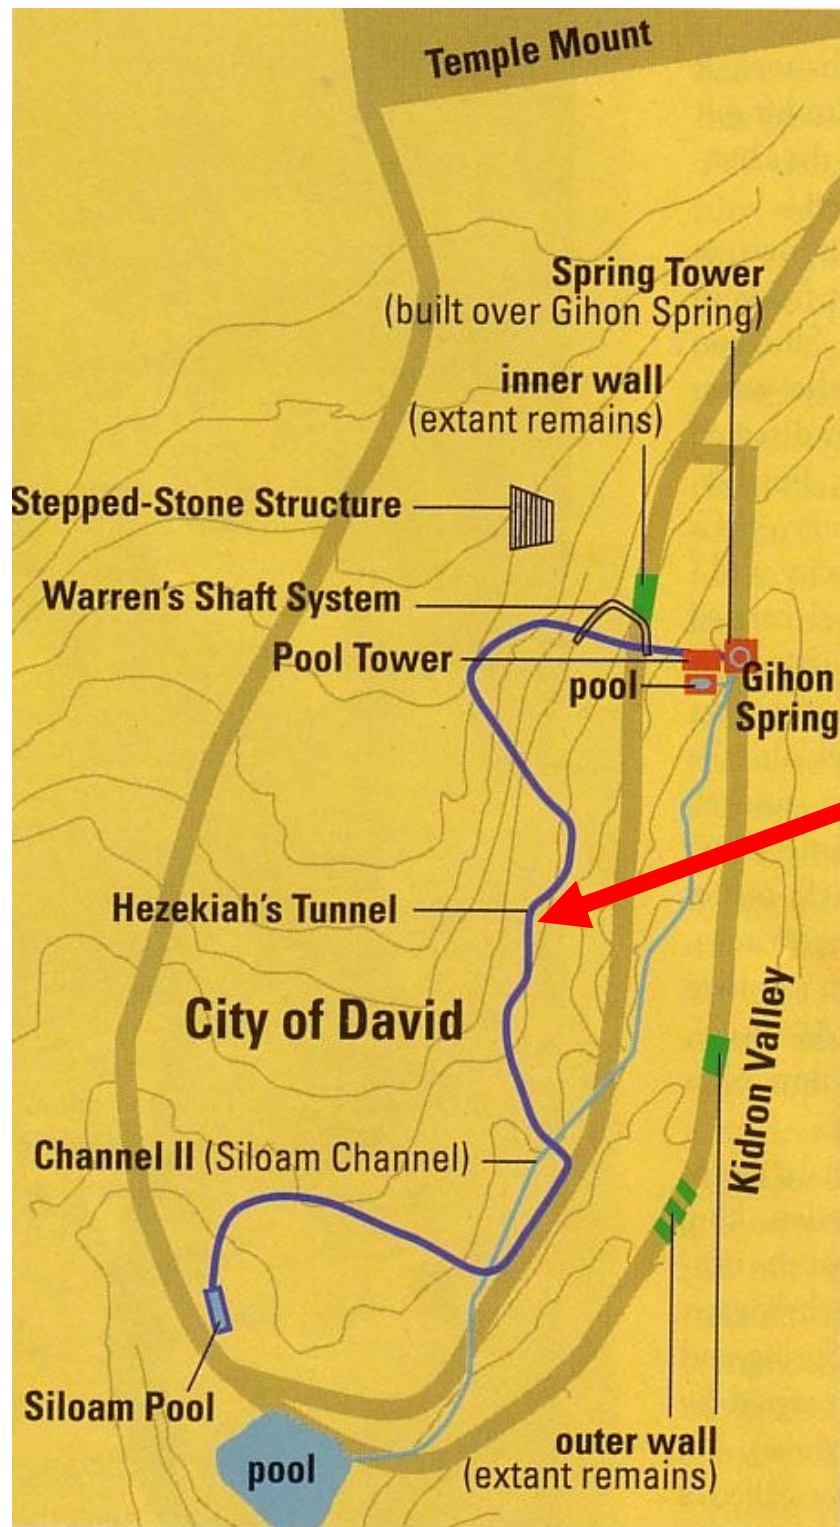 Temple Mount
Spring Tower
(built over Gihon Spring)
inner wall
(extant remains)
Stepped-Stone Structure
Warren's Shaft System
Pool Tower
pool
Gihon
Spring
Hezekiah's Tunnel
City of David
Kidron Valley
Channel II (Siloam Channel)
Siloam Pool
pool
outer wall
(extant remains)